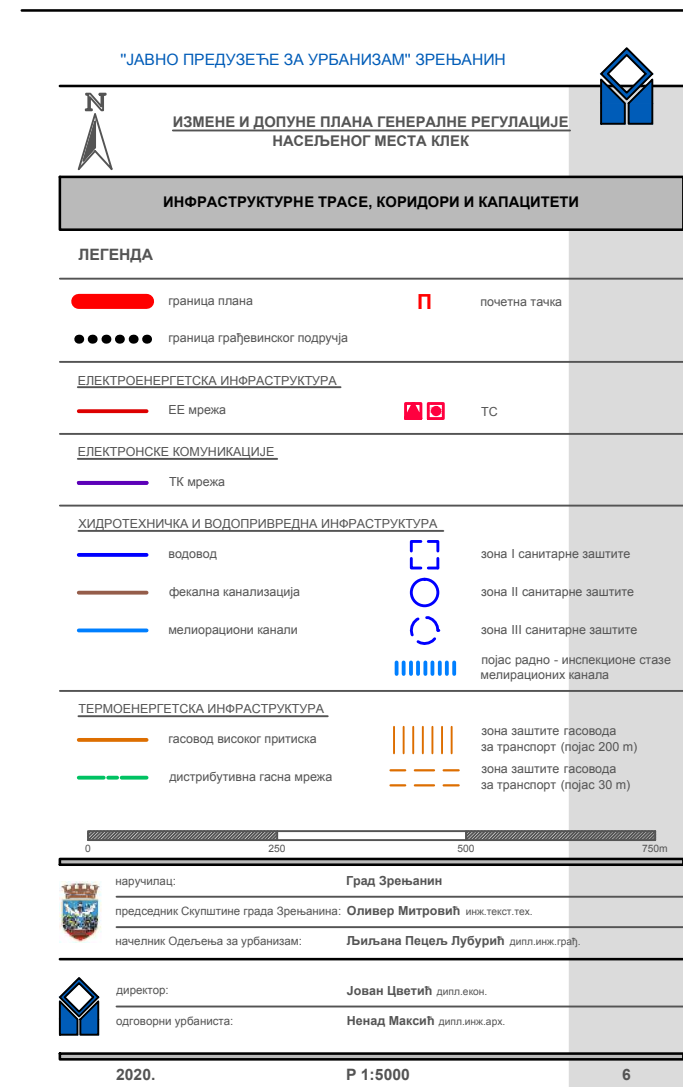 "ЈАВНО ПРЕДУЗЕЋЕ ЗА УРБАНИЗАМ" ЗРЕЊАНИН
N
ИЗМЕНЕ И ДОПУНЕ ПЛАНА ГЕНЕРАЛНЕ РЕГУЛАЦИЈЕ
НАСЕЉЕНОГ МЕСТА КЛЕК
ИНФРАСТРУКТУРНЕ ТРАСЕ, КОРИДОРИ И КАПАЦИТЕТИ
ЛЕГЕНДА
граница плана
П почетна тачка
граница грађевинског подручја
ЕЛЕКТРОЕНЕРГЕТСКА ИНФРАСТРУКТУРА
ЕЕ мрежа
ТС
ЕЛЕКТРОНСКЕ КОМУНИКАЦИЈЕ
ТК мрежа
ХИДРОТЕХНИЧКА И ВОДОПРИВРЕДНА ИНФРАСТРУКТУРА
водовод
зона I санитарне заштите
фекална канализација
зона II санитарне заштите
мелиорациони канали
зона III санитарне заштите
појас радно - инспекционе стазе
мелирационих канала
ТЕРМОЕНЕРГЕТСКА ИНФРАСТРУКТУРА
гасовод високог притиска
зона заштите гасовода
за транспорт (појас 200 m)
дистрибутивна гасна мрежа
зона заштите гасовода
за транспорт (појас 30 m)
0 250 500 750m
наручилац: Град Зрењанин
председник Скупштине града Зрењанина: Оливер Митровић инж.текст.тех.
начелник Одељења за урбанизам: Љиљана Пецељ Лубурић дипл.инж.грађ.
директор: Јован Цветић дипл.екон.
одговорни урбаниста: Ненад Максић дипл.инж.арх.
2020. Р 1:5000 6